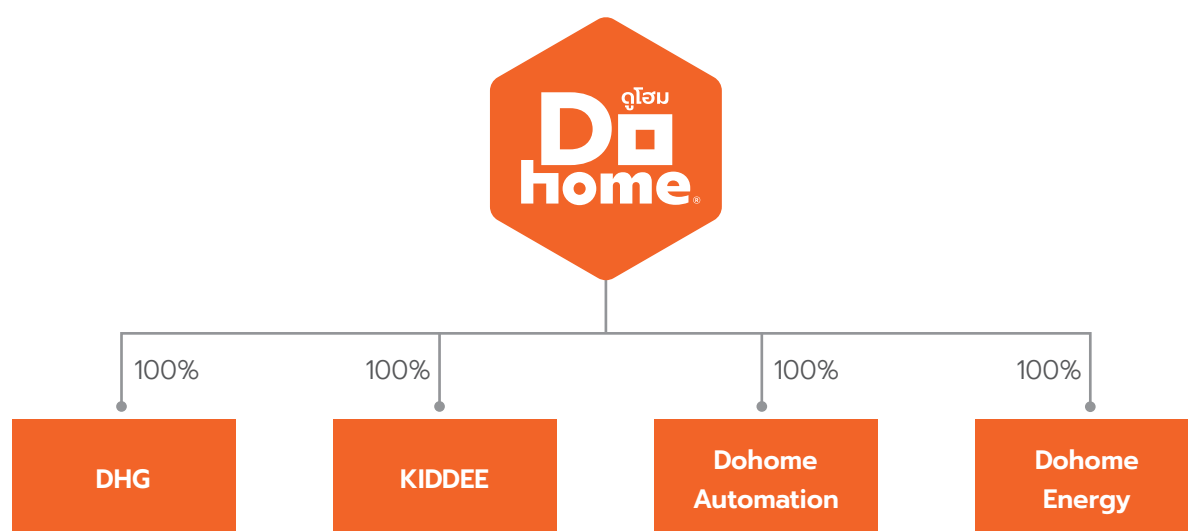 ดูโฮม
Do
home®
100% 100% 100% 100%
DHG KIDDEE Dohome Automation Dohome Energy